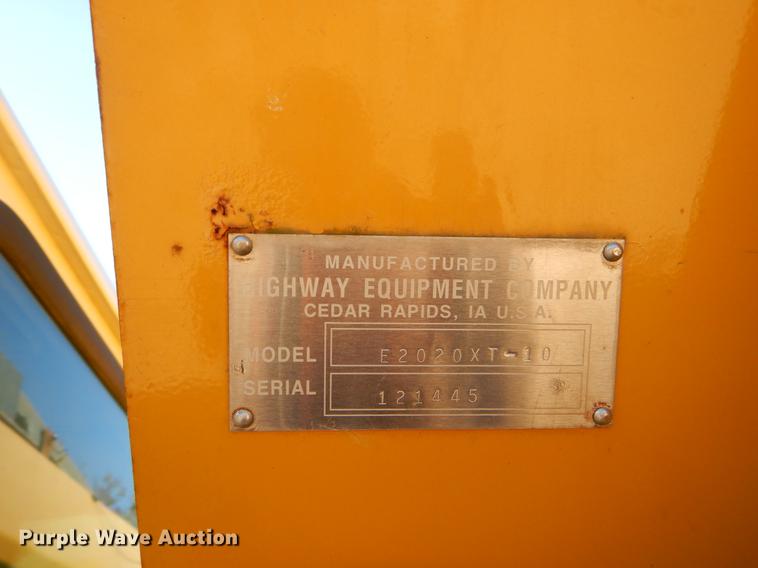 MANUFACTURED BY
HIGHWAY EQUIPMENT COMPANY
CEDAR RAPIDS, IA U.S.A.
MODEL E2020XT-10
SERIAL 121445
Purple Wave Auction®